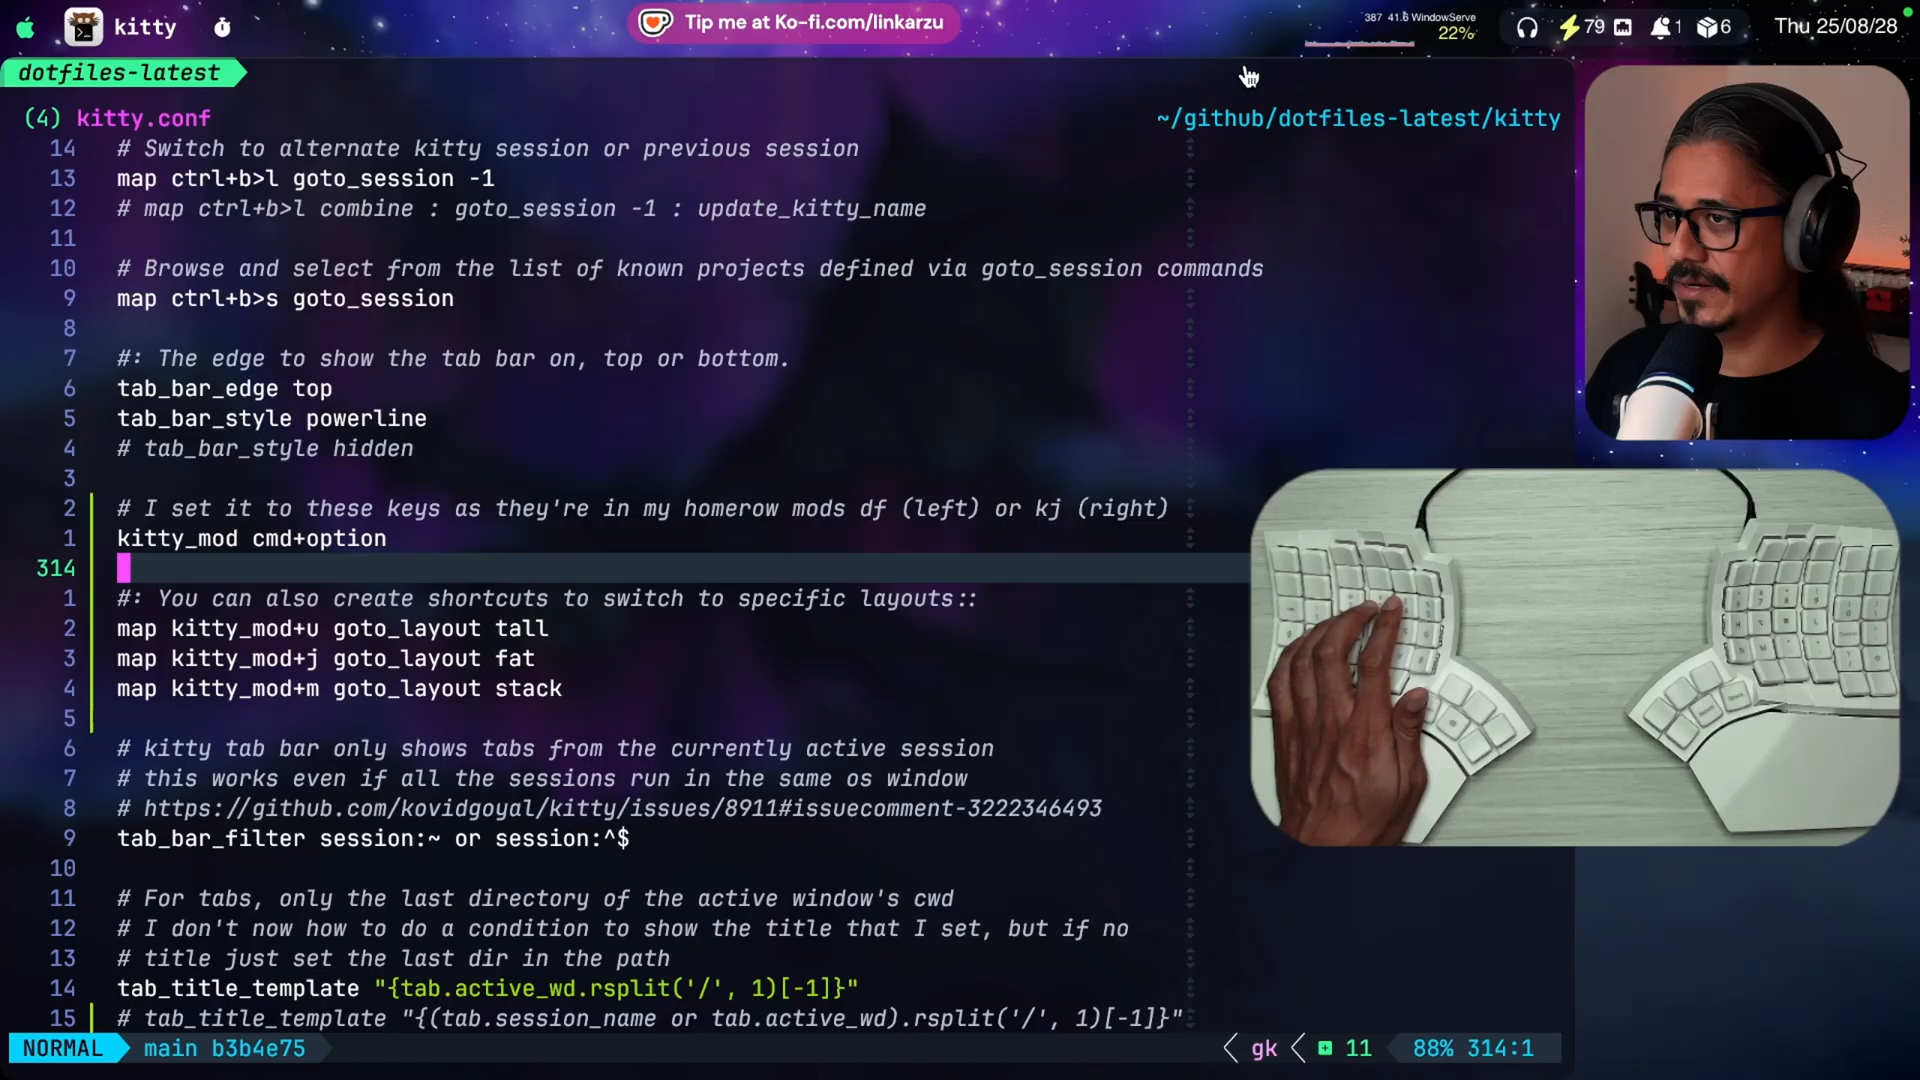 kitty
Tip me at Ko-fi.com/linkarzu
387 41.6 WindowServe
22%
79
1
6
Thu 25/08/28
dotfiles-latest
(4) kitty.conf
~/github/dotfiles-latest/kitty
14 # Switch to alternate kitty session or previous session
13 map ctrl+b>l goto_session -1
12 # map ctrl+b>l combine : goto_session -1 : update_kitty_name
11
10 # Browse and select from the list of known projects defined via goto_session commands
9 map ctrl+b>s goto_session
8
7 #: The edge to show the tab bar on, top or bottom.
6 tab_bar_edge top
5 tab_bar_style powerline
4 # tab_bar_style hidden
3
2 # I set it to these keys as they're in my homerow mods df (left) or kj (right)
1 kitty_mod cmd+option
314
1 #: You can also create shortcuts to switch to specific layouts::
2 map kitty_mod+u goto_layout tall
3 map kitty_mod+j goto_layout fat
4 map kitty_mod+m goto_layout stack
5
6 # kitty tab bar only shows tabs from the currently active session
7 # this works even if all the sessions run in the same os window
8 # https://github.com/kovidgoyal/kitty/issues/8911#issuecomment-3222346493
9 tab_bar_filter session:~ or session:^$
10
11 # For tabs, only the last directory of the active window's cwd
12 # I don't now how to do a condition to show the title that I set, but if no
13 # title just set the last dir in the path
14 tab_title_template "{tab.active_wd.rsplit('/', 1)[-1]}"
15 # tab_title_template "{(tab.session_name or tab.active_wd).rsplit('/', 1)[-1]}"
NORMAL main b3b4e75
gk 11 88% 314:1